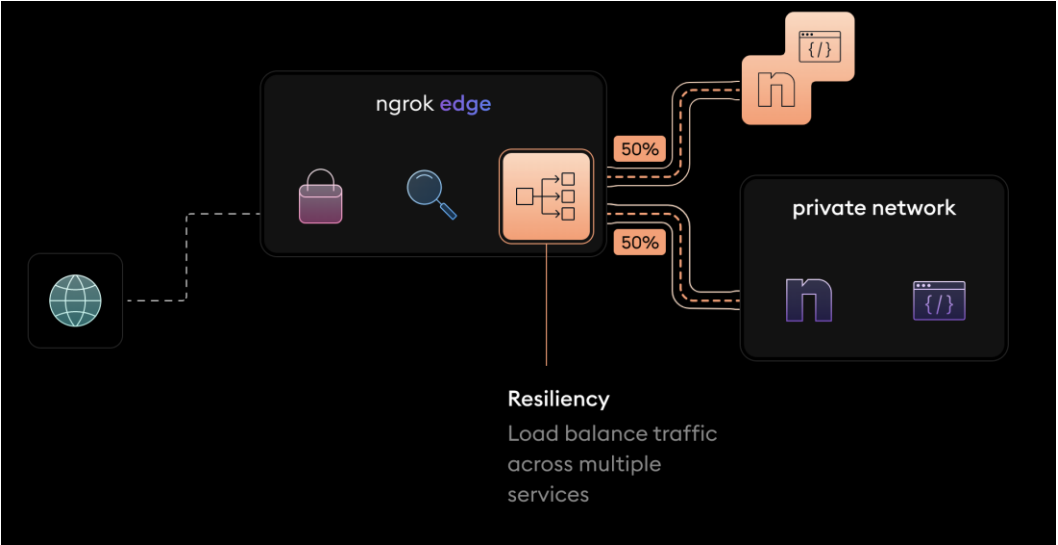 ngrok edge
{/}
n
50%
private network
50%
n
{/}
Resiliency
Load balance traffic
across multiple
services